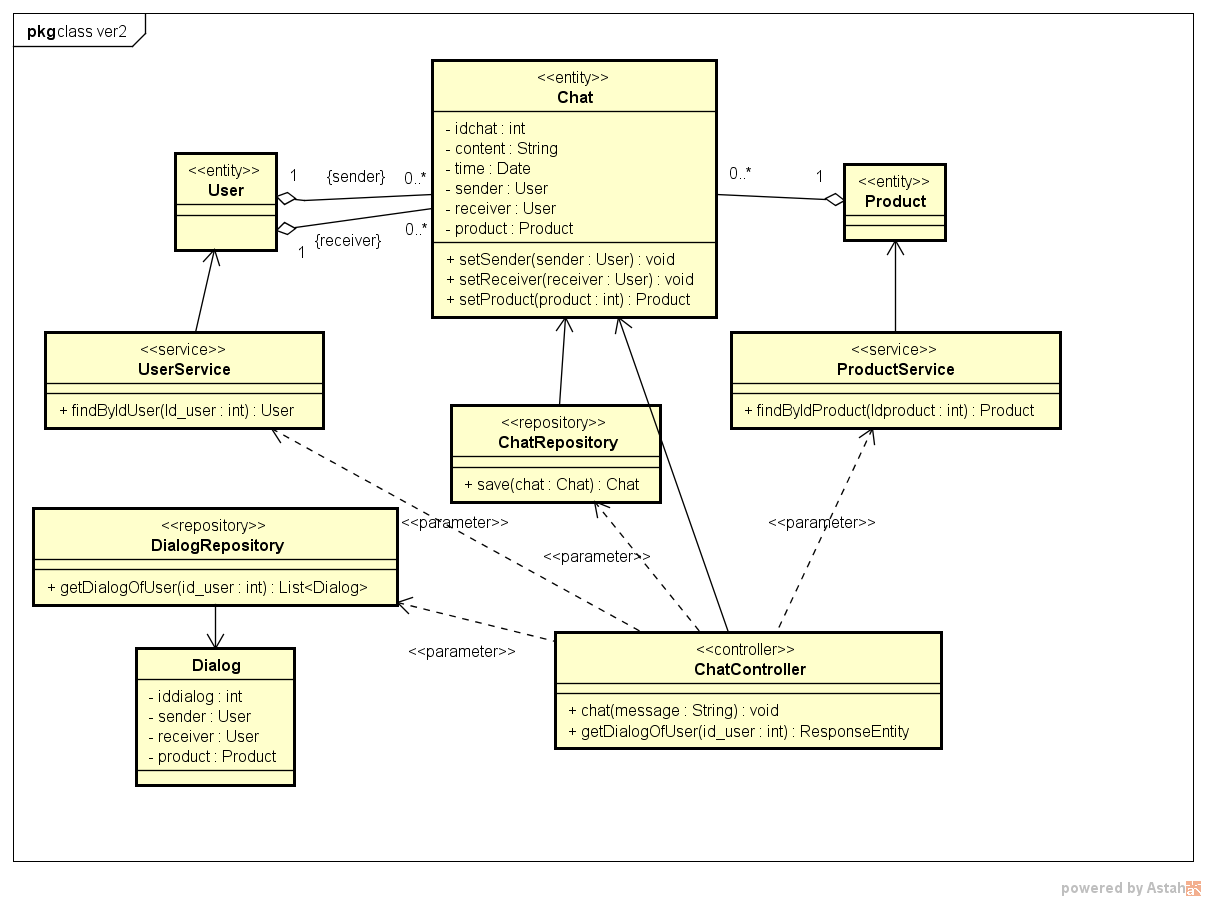 pkg class ver2
<<entity>>
Chat
- idchat : int
- content : String
- time : Date
- sender : User
- receiver : User
- product : Product
+ setSender(sender : User) : void
+ setReceiver(receiver : User) : void
+ setProduct(product : int) : Product
<<entity>>
User
1
{sender}
0..*
1
{receiver}
0..*
0..*
1
<<entity>>
Product
<<service>>
UserService
+ findByIdUser(Id_user : int) : User
<<repository>>
ChatRepository
+ save(chat : Chat) : Chat
<<service>>
ProductService
+ findByIdProduct(Idproduct : int) : Product
<<parameter>>
<<parameter>>
<<parameter>>
<<repository>>
DialogRepository
+ getDialogOfUser(id_user : int) : List<Dialog>
<<parameter>>
Dialog
- iddialog : int
- sender : User
- receiver : User
- product : Product
<<controller>>
ChatController
+ chat(message : String) : void
+ getDialogOfUser(id_user : int) : ResponseEntity
powered by Astah